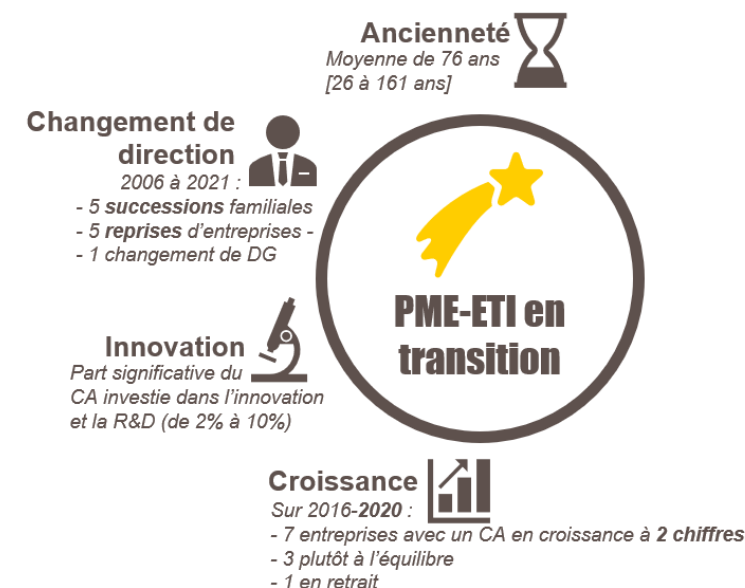 Ancienneté
Moyenne de 76 ans
[26 à 161 ans]
Changement de
direction
2006 à 2021 :
- 5 successions familiales
- 5 reprises d’entreprises -
- 1 changement de DG
PME-ETI en
transition
Innovation
Part significative du
CA investie dans l’innovation
et la R&D (de 2% à 10%)
Croissance
Sur 2016-2020 :
- 7 entreprises avec un CA en croissance à 2 chiffres
- 3 plutôt à l’équilibre
- 1 en retrait